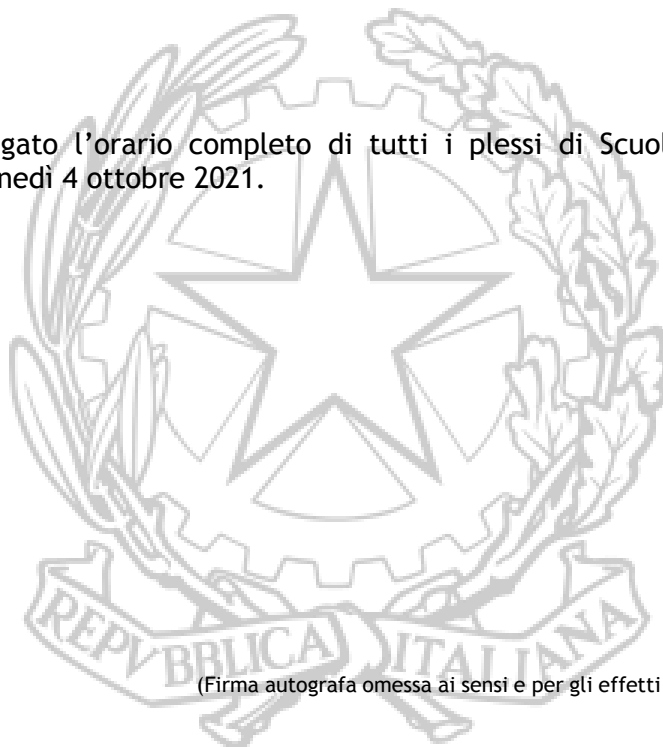 gato l’orario completo di tutti i plessi di Scuol
nedì 4 ottobre 2021.
REPVBBLICA ITALIANA
(Firma autografa omessa ai sensi e per gli effetti